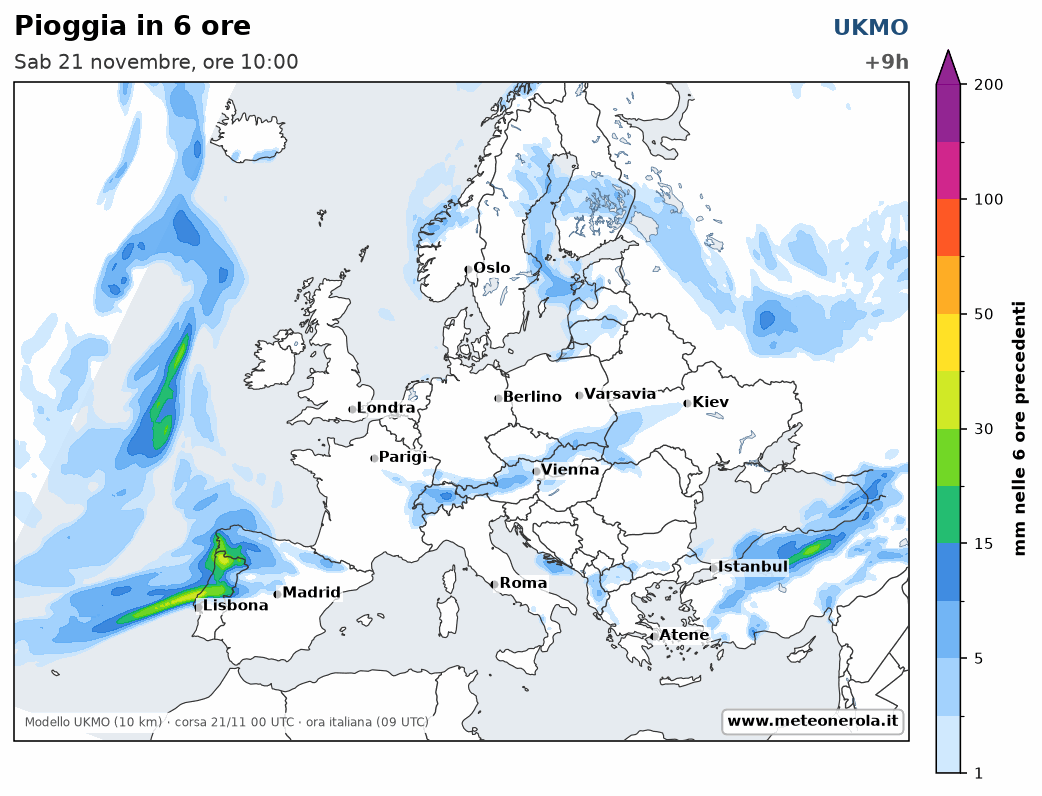 Pioggia in 6 ore
UKMO
Sab 21 novembre, ore 10:00
+9h
200
100
50
30
15
5
1
mm nelle 6 ore precedenti
Oslo
Berlino
Varsavia
Kiev
Londra
Parigi
Vienna
Istanbul
Roma
Madrid
Lisbona
Atene
Modello UKMO (10 km) · corsa 21/11 00 UTC · ora italiana (09 UTC)
www.meteonerola.it